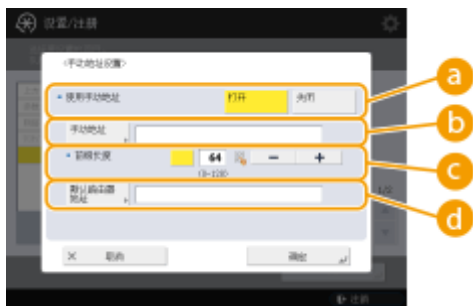 设置/注册
<手动地址设置>
使用手动地址
打开
关闭
a
手动地址
b
前缀长度
64
－
＋
(0-128)
c
默认路由器
地址
d
×
取消
确定
注销